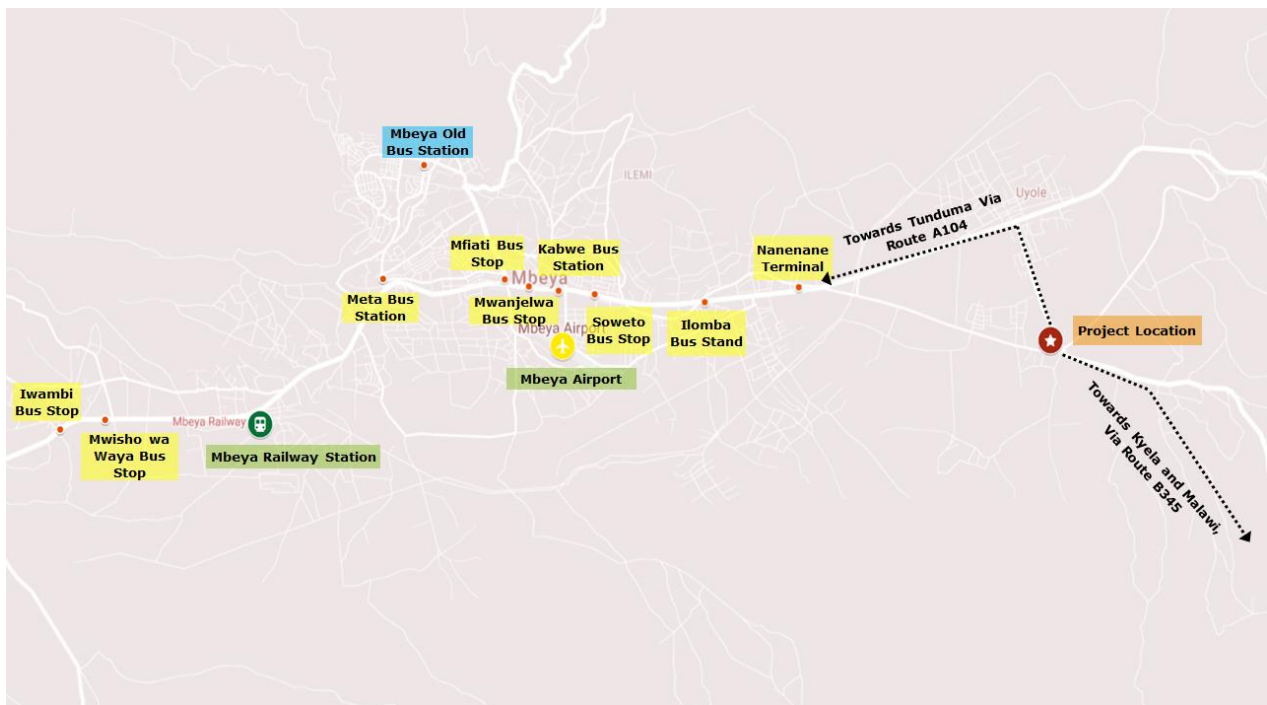 Mbeya Old
Bus Station
ILEMI
Uyole
Towards Tunduma Via
Route A104
Mfiati Bus
Stop
Kabwe Bus
Station
Nanenane
Terminal
Mbeya
Meta Bus
Station
Mwanjelwa
Bus Stop
Soweto
Bus Stop
Ilomba
Bus Stand
Mbeya Airport
Project Location
Mbeya Airport
Iwambi
Bus Stop
Mbeya Railway
Mwisho wa
Waya Bus
Stop
Mbeya Railway Station
Towards Kyela and Malawi,
Via Route B345